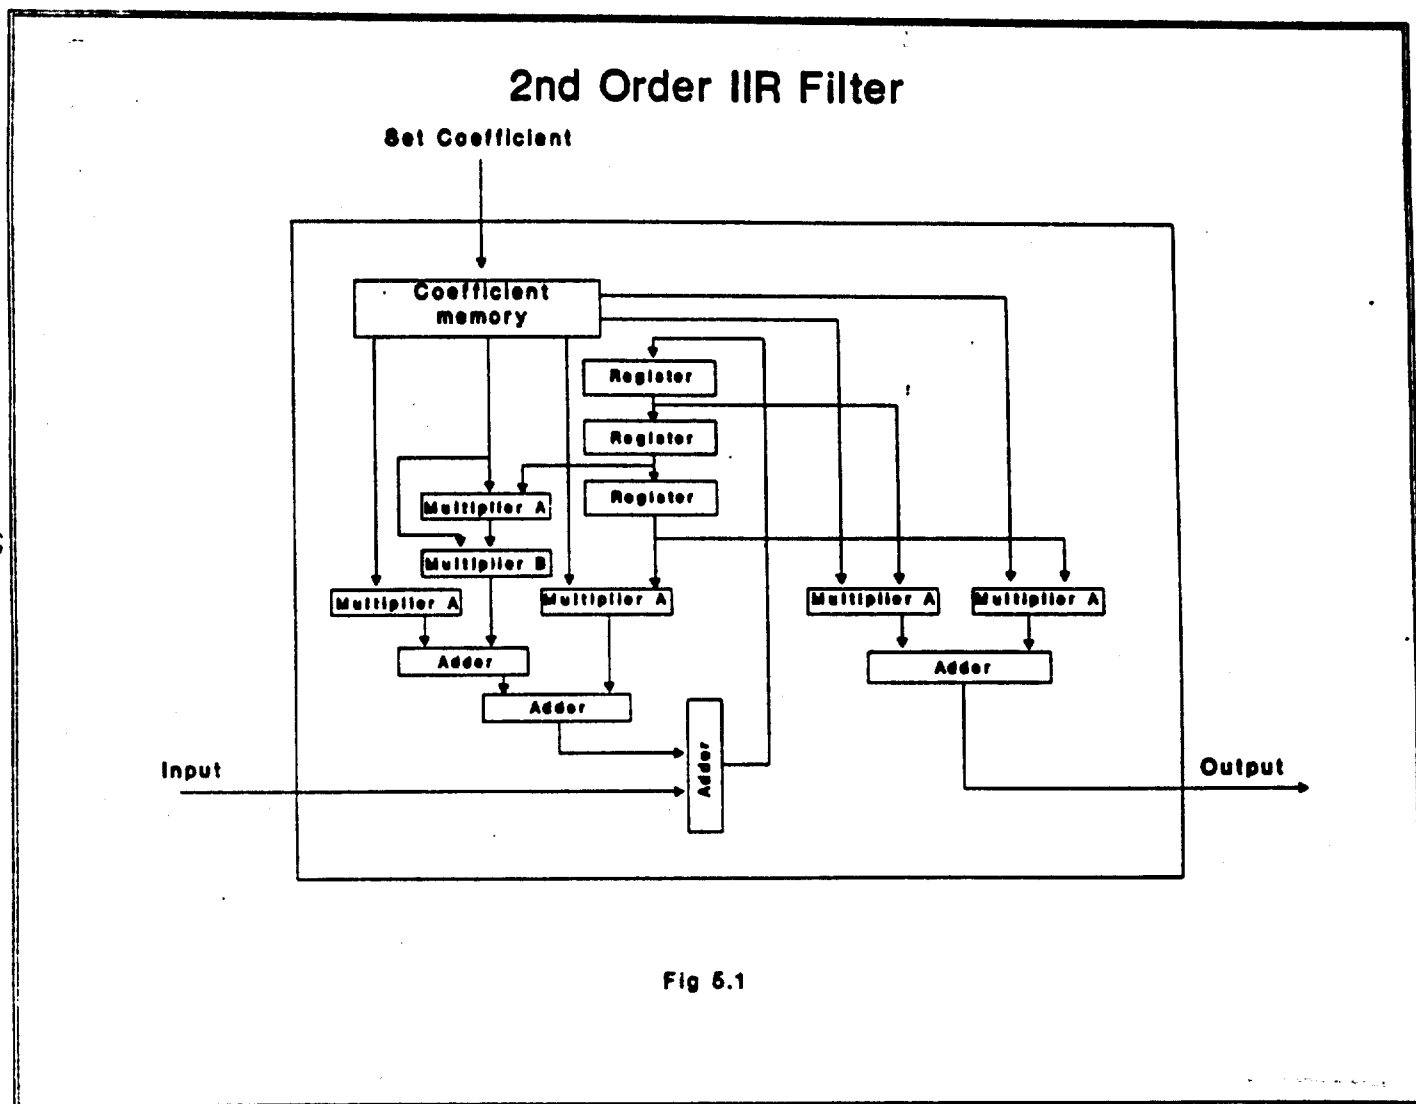 2nd Order IIR Filter
Set Coefficient
Coefficient
memory
Register
Register
Register
Multiplier A
Multiplier B
Multiplier A
Multiplier A
Multiplier A
Multiplier A
Adder
Adder
Adder
Adder
Input
Output
Fig 5.1